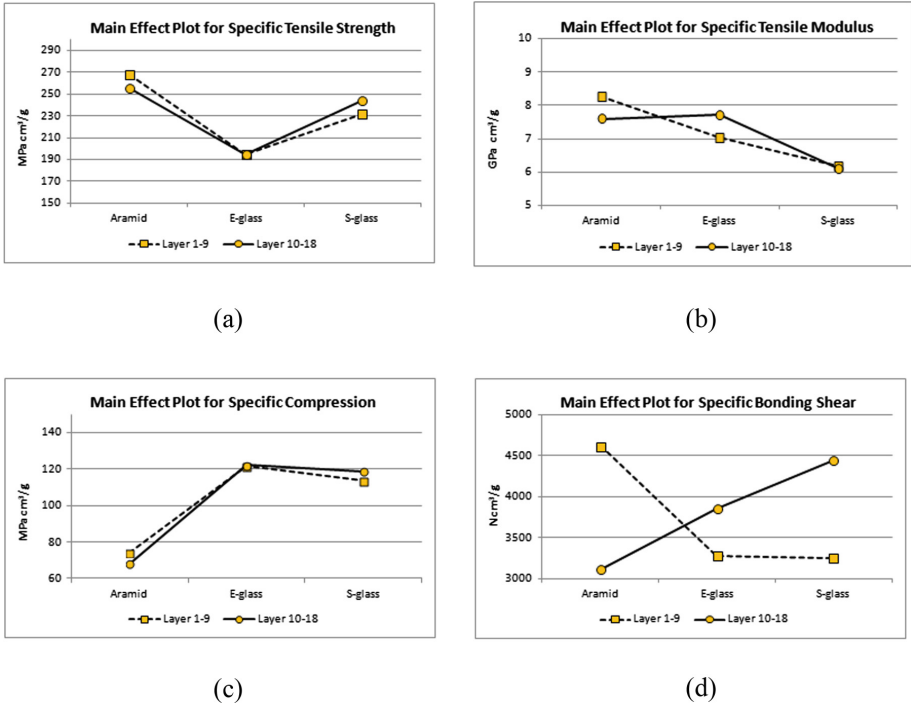 Main Effect Plot for Specific Tensile Strength
MPa cm³/g
290
270
250
230
210
190
170
150
Aramid E-glass S-glass
Layer 1-9 Layer 10-18
(a)
Main Effect Plot for Specific Tensile Modulus
GPa cm³/g
10
9
8
7
6
5
Aramid E-glass S-glass
Layer 1-9 Layer 10-18
(b)
Main Effect Plot for Specific Compression
MPa cm³/g
140
120
100
80
60
Aramid E-glass S-glass
Layer 1-9 Layer 10-18
(c)
Main Effect Plot for Specific Bonding Shear
Ncm³/g
5000
4500
4000
3500
3000
Aramid E-glass S-glass
Layer 1-9 Layer 10-18
(d)